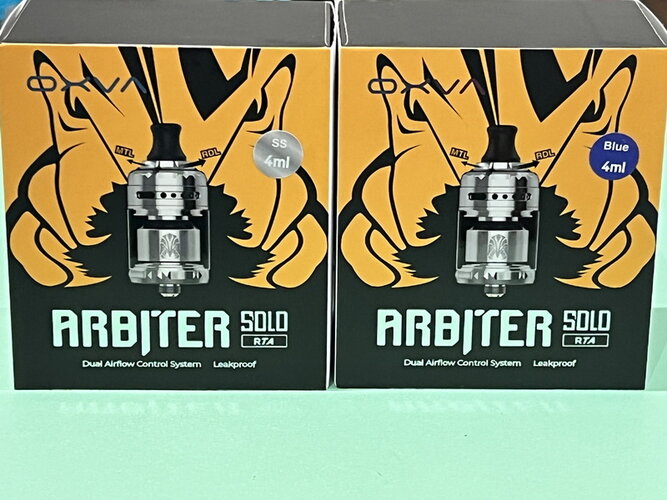 OXVA
MTL RDL
SS
4ml
ARBITER SOLO
RTA
Dual Airflow Control System Leakproof
OXVA
MTL RDL
Blue
4ml
ARBITER SOLO
RTA
Dual Airflow Control System Leakproof